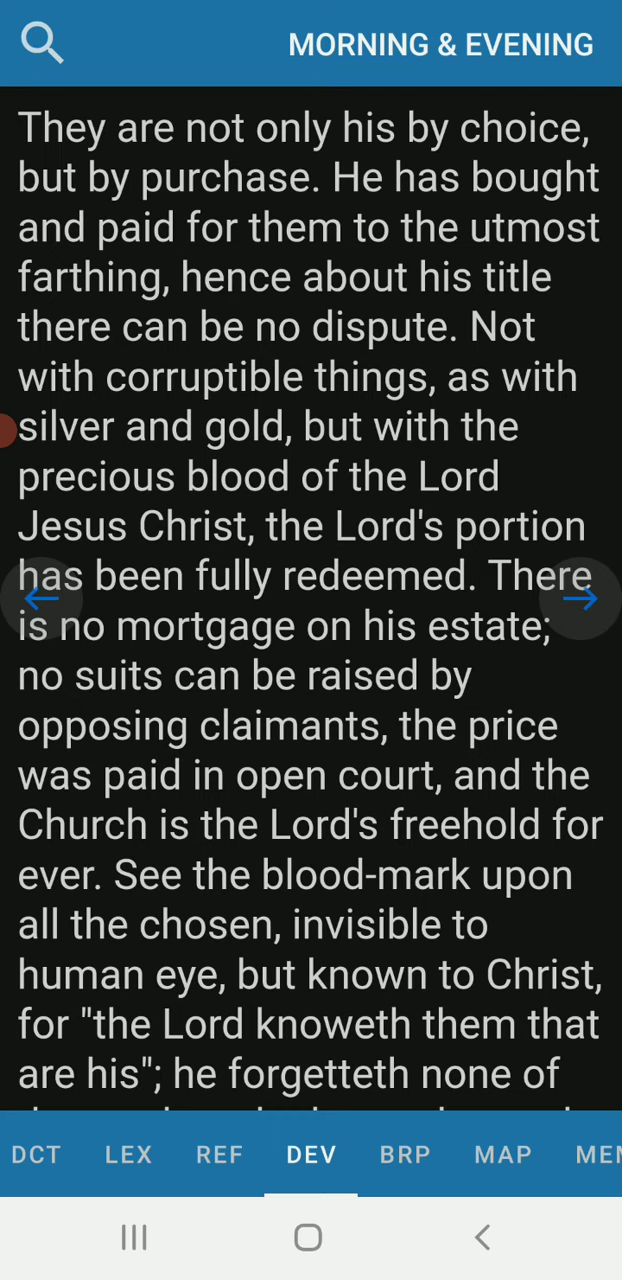 MORNING & EVENING
They are not only his by choice,
but by purchase. He has bought
and paid for them to the utmost
farthing, hence about his title
there can be no dispute. Not
with corruptible things, as with
silver and gold, but with the
precious blood of the Lord
Jesus Christ, the Lord's portion
has been fully redeemed. There
is no mortgage on his estate;
no suits can be raised by
opposing claimants, the price
was paid in open court, and the
Church is the Lord's freehold for
ever. See the blood-mark upon
all the chosen, invisible to
human eye, but known to Christ,
for "the Lord knoweth them that
are his"; he forgetteth none of
DCT LEX REF DEV BRP MAP